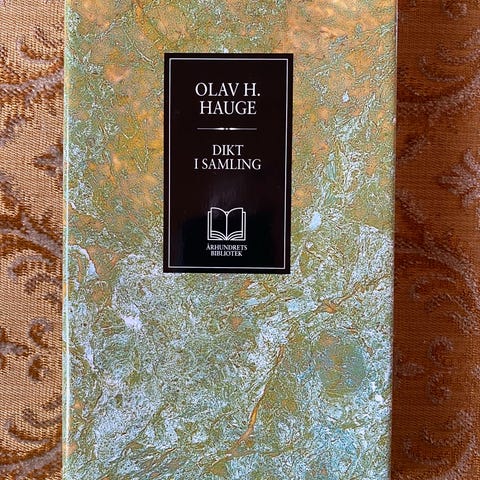 OLAV H.
HAUGE
DIKT
I SAMLING
ÅRHUNDRETS
BIBLIOTEK